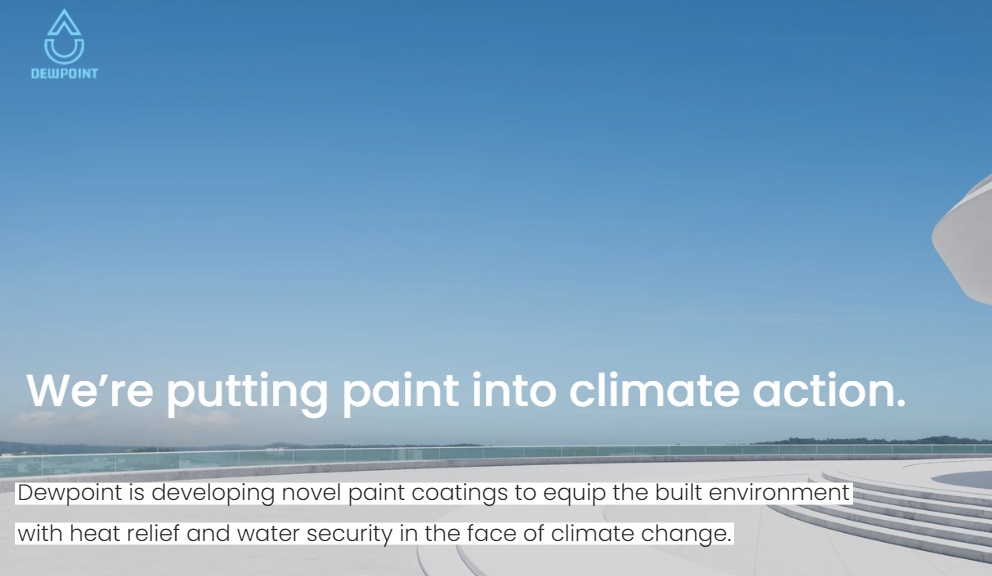 DEWPOINT
We’re putting paint into climate action.
Dewpoint is developing novel paint coatings to equip the built environment
with heat relief and water security in the face of climate change.